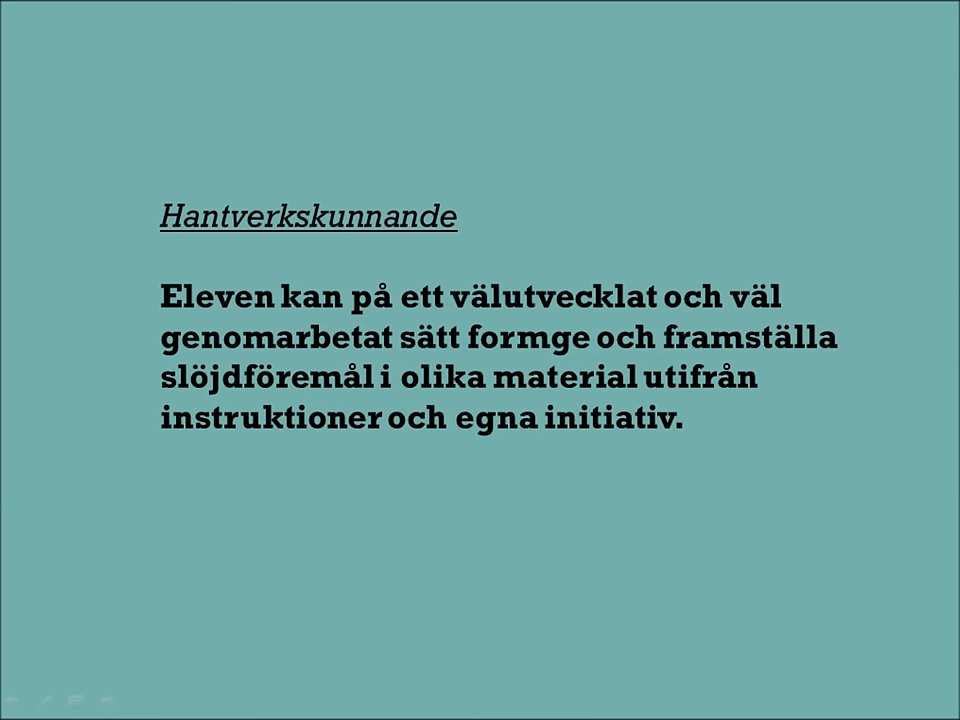 Hantverkskunnande
Eleven kan på ett välutvecklat och väl
genomarbetat sätt formge och framställa
slöjdföremål i olika material utifrån
instruktioner och egna initiativ.